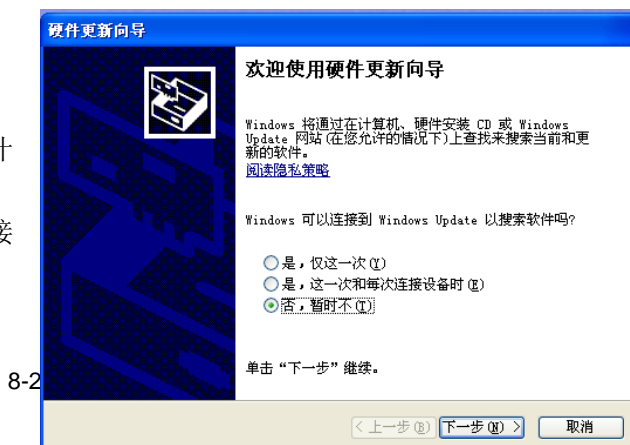 硬件更新向导
欢迎使用硬件更新向导
Windows 将通过在计算机、硬件安装 CD 或 Windows
Update 网站(在您允许的情况下)上查找来搜索当前和更
新的软件。
阅读隐私策略
Windows 可以连接到 Windows Update 以搜索软件吗?
是,仅这一次(Y)
是,这一次和每次连接设备时(E)
否,暂时不(T)
单击“下一步”继续。
< 上一步(B) 下一步(N) > 取消
接
8-2